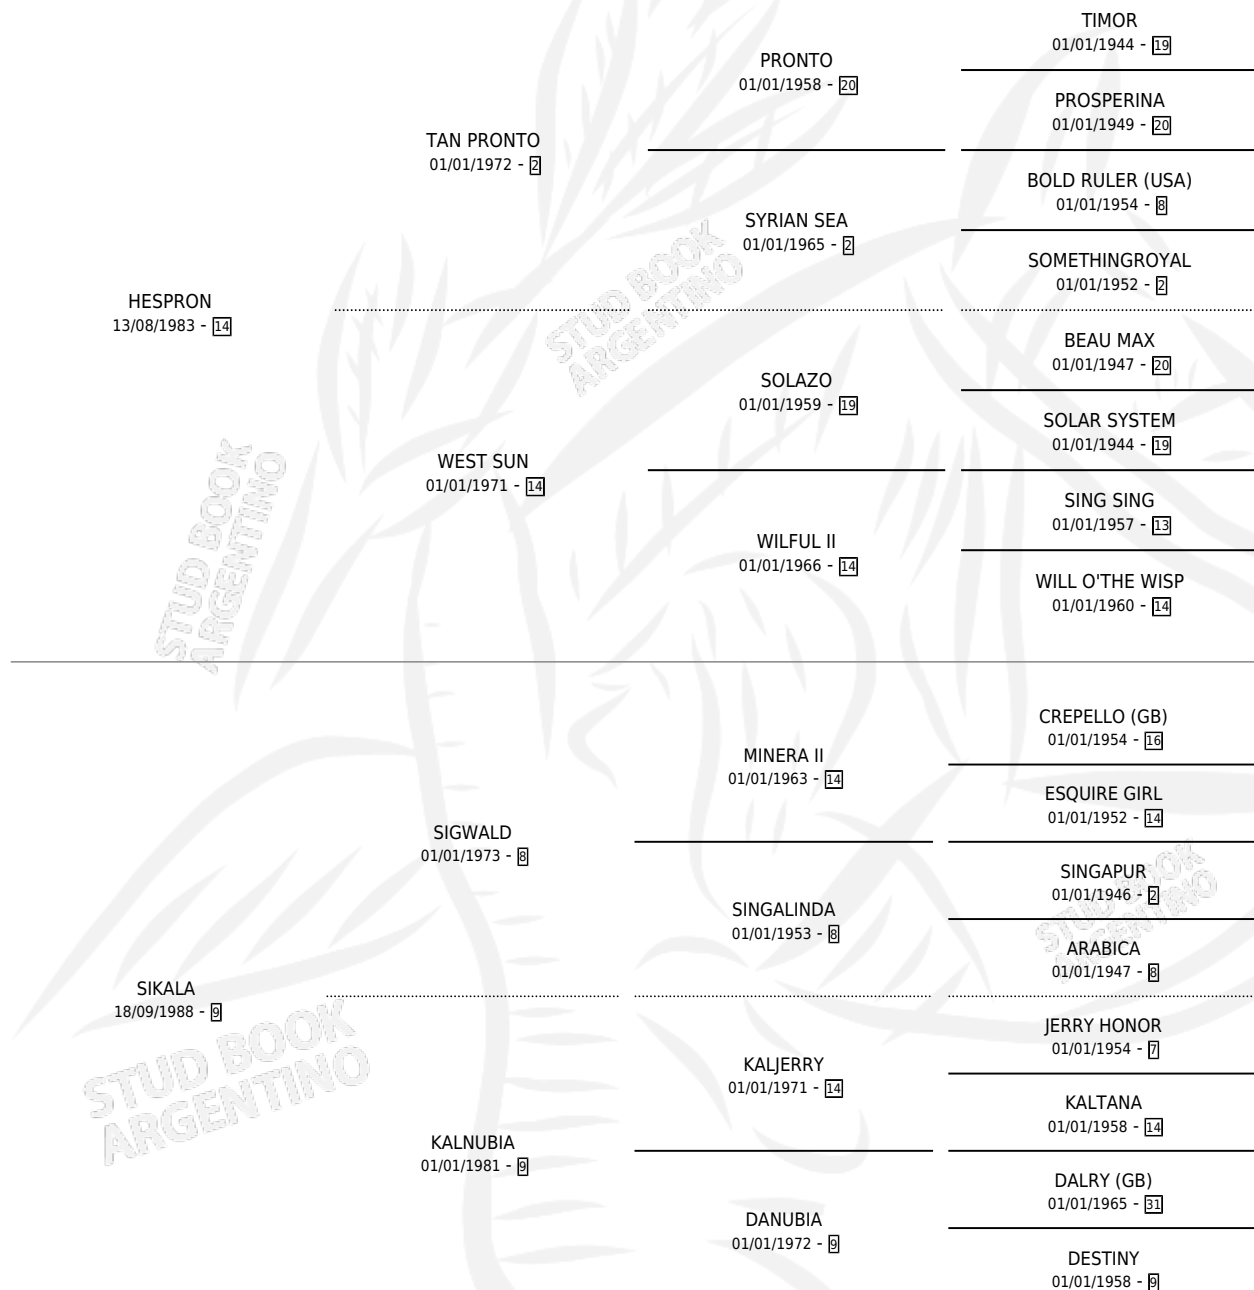 TIMOR
01/01/1944 - 19
PRONTO
01/01/1958 - 20
PROSPERINA
01/01/1949 - 20
TAN PRONTO
01/01/1972 - 2
BOLD RULER (USA)
01/01/1954 - 8
SYRIAN SEA
01/01/1965 - 2
SOMETHINGROYAL
01/01/1952 - 2
HESPRON
13/08/1983 - 14
BEAU MAX
01/01/1947 - 20
SOLAZO
01/01/1959 - 19
SOLAR SYSTEM
01/01/1944 - 19
WEST SUN
01/01/1971 - 14
SING SING
01/01/1957 - 13
WILFUL II
01/01/1966 - 14
WILL O'THE WISP
01/01/1960 - 14
STUD BOOK
ARGENTINO
STUD BOOK
ARGENTINO
CREPELLO (GB)
01/01/1954 - 16
MINERA II
01/01/1963 - 14
ESQUIRE GIRL
01/01/1952 - 14
SIGWALD
01/01/1973 - 8
SINGAPUR
01/01/1946 - 2
SINGALINDA
01/01/1953 - 8
ARABICA
01/01/1947 - 8
SIKALA
18/09/1988 - 9
JERRY HONOR
01/01/1954 - 7
KALJERRY
01/01/1971 - 14
KALTANA
01/01/1958 - 14
KALNUBIA
01/01/1981 - 9
DALRY (GB)
01/01/1965 - 31
DANUBIA
01/01/1972 - 9
DESTINY
01/01/1958 - 9
STUD BOOK
ARGENTINO
STUD BOOK
ARGENTINO